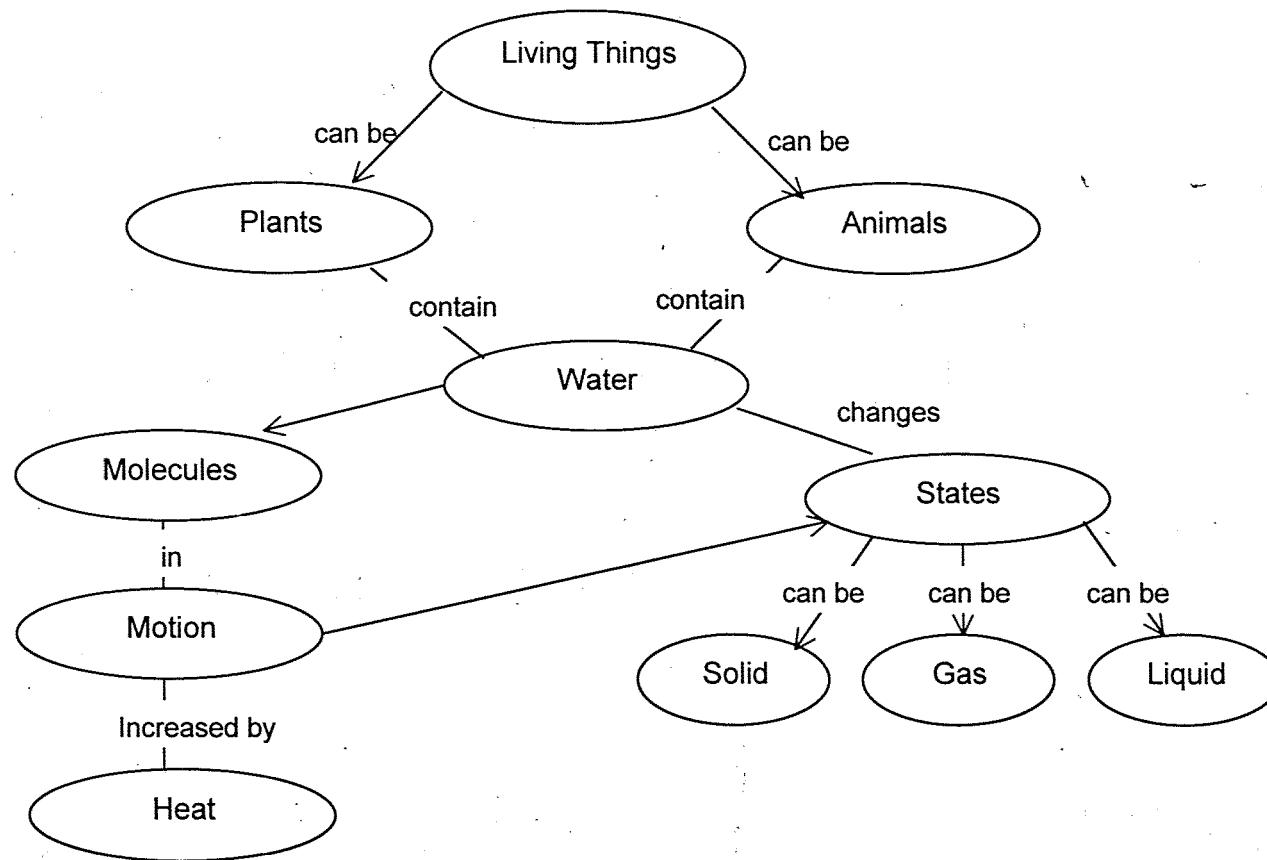 Living Things
can be
can be
Plants
Animals
contain
contain
Water
changes
Molecules
States
in
can be
can be
can be
Motion
Solid
Gas
Liquid
Increased by
Heat